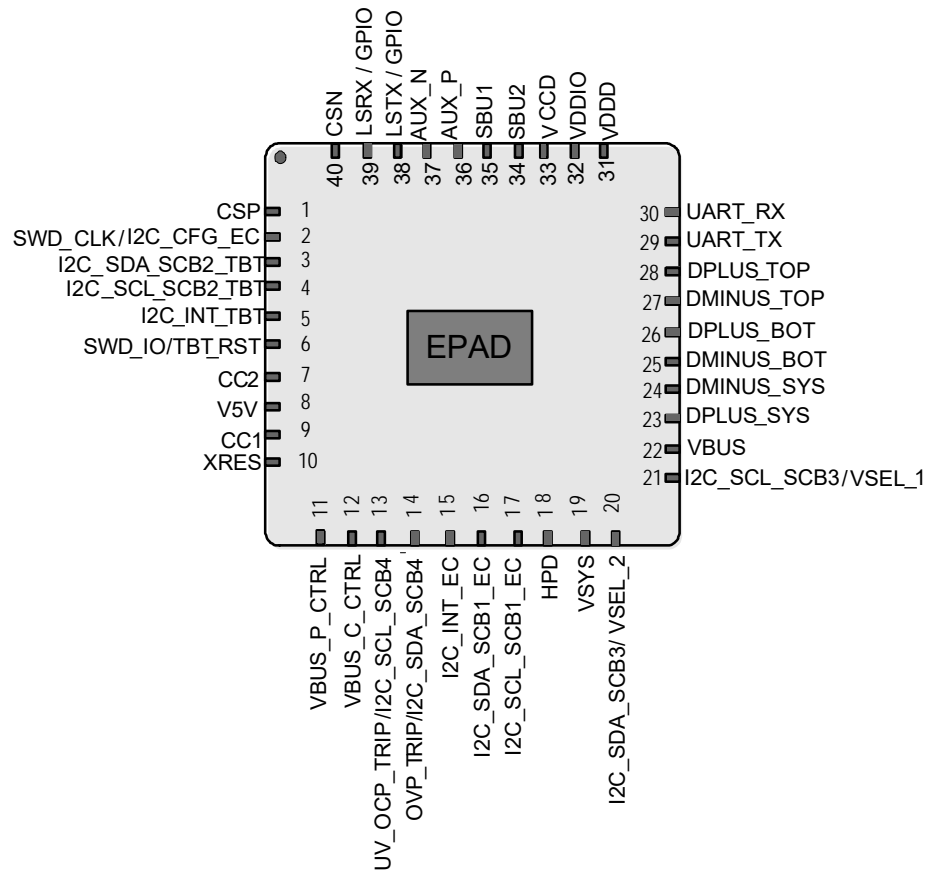 CSN
LSRX / GPIO
LSTX / GPIO
AUX_N
AUX_P
SBU1
SBU2
VCCD
VDDIO
VDDD
40
39
38
37
36
35
34
33
32
31
CSP 1
SWD_CLK/I2C_CFG_EC 2
I2C_SDA_SCB2_TBT 3
I2C_SCL_SCB2_TBT 4
I2C_INT_TBT 5
SWD_IO/TBT_RST 6
CC2 7
V5V 8
CC1 9
XRES 10
EPAD
30 UART_RX
29 UART_TX
28 DPLUS_TOP
27 DMINUS_TOP
26 DPLUS_BOT
25 DMINUS_BOT
24 DMINUS_SYS
23 DPLUS_SYS
22 VBUS
21 I2C_SCL_SCB3/VSEL_1
11
12
13
14
15
16
17
18
19
20
VBUS_P_CTRL
VBUS_C_CTRL
UV_OCP_TRIP/I2C_SCL_SCB4
OVP_TRIP/I2C_SDA_SCB4
I2C_INT_EC
I2C_SDA_SCB1_EC
I2C_SCL_SCB1_EC
HPD
VSYS
I2C_SDA_SCB3/ VSEL_2